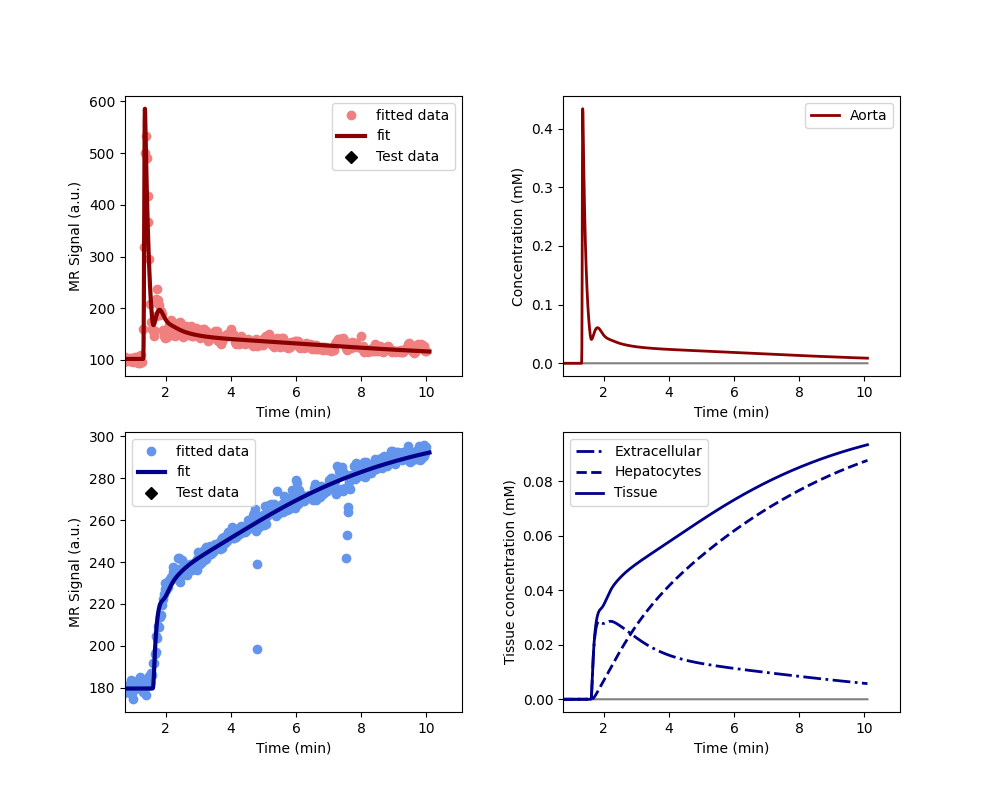 600
500
400
300
200
100
MR Signal (a.u.)
fitted data
fit
Test data
2 4 6 8 10
Time (min)
0.4
0.3
0.2
0.1
0.0
Concentration (mM)
Aorta
2 4 6 8 10
Time (min)
300
280
260
240
220
200
180
MR Signal (a.u.)
fitted data
fit
Test data
2 4 6 8 10
Time (min)
0.08
0.06
0.04
0.02
0.00
Tissue concentration (mM)
Extracellular
Hepatocytes
Tissue
2 4 6 8 10
Time (min)